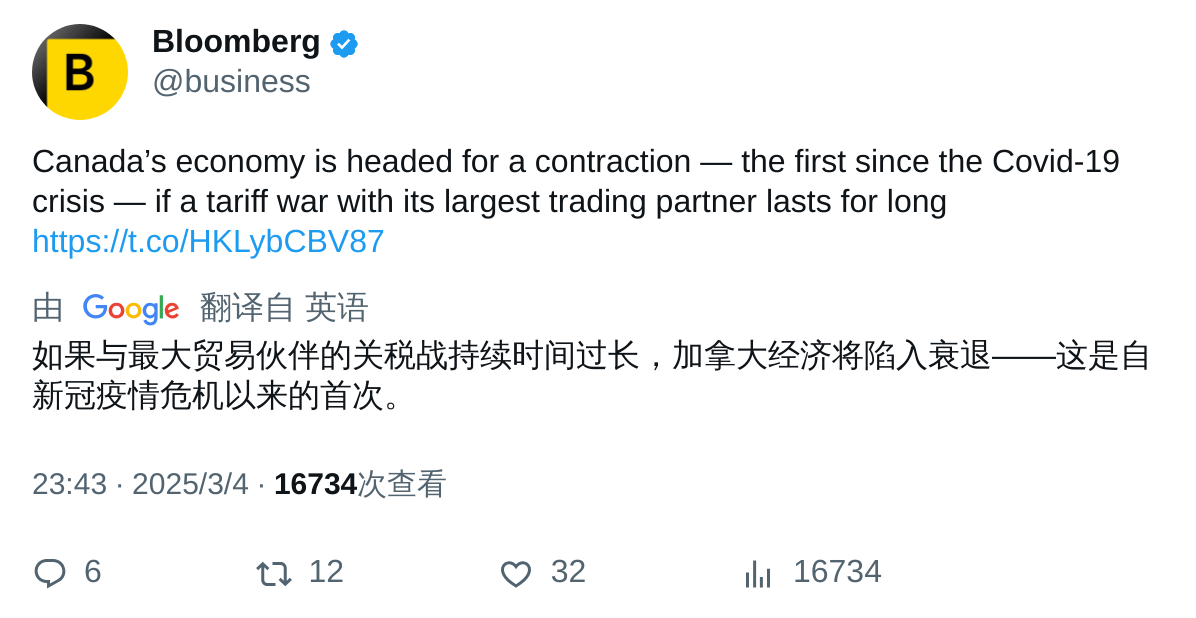 B
Bloomberg
@business
Canada’s economy is headed for a contraction — the first since the Covid-19
crisis — if a tariff war with its largest trading partner lasts for long
https://t.co/HKLybCBV87
由 Google 翻译自 英语
如果与最大贸易伙伴的关税战持续时间过长，加拿大经济将陷入衰退——这是自
新冠疫情危机以来的首次。
23:43 · 2025/3/4 · 16734次查看
6 12 32 16734